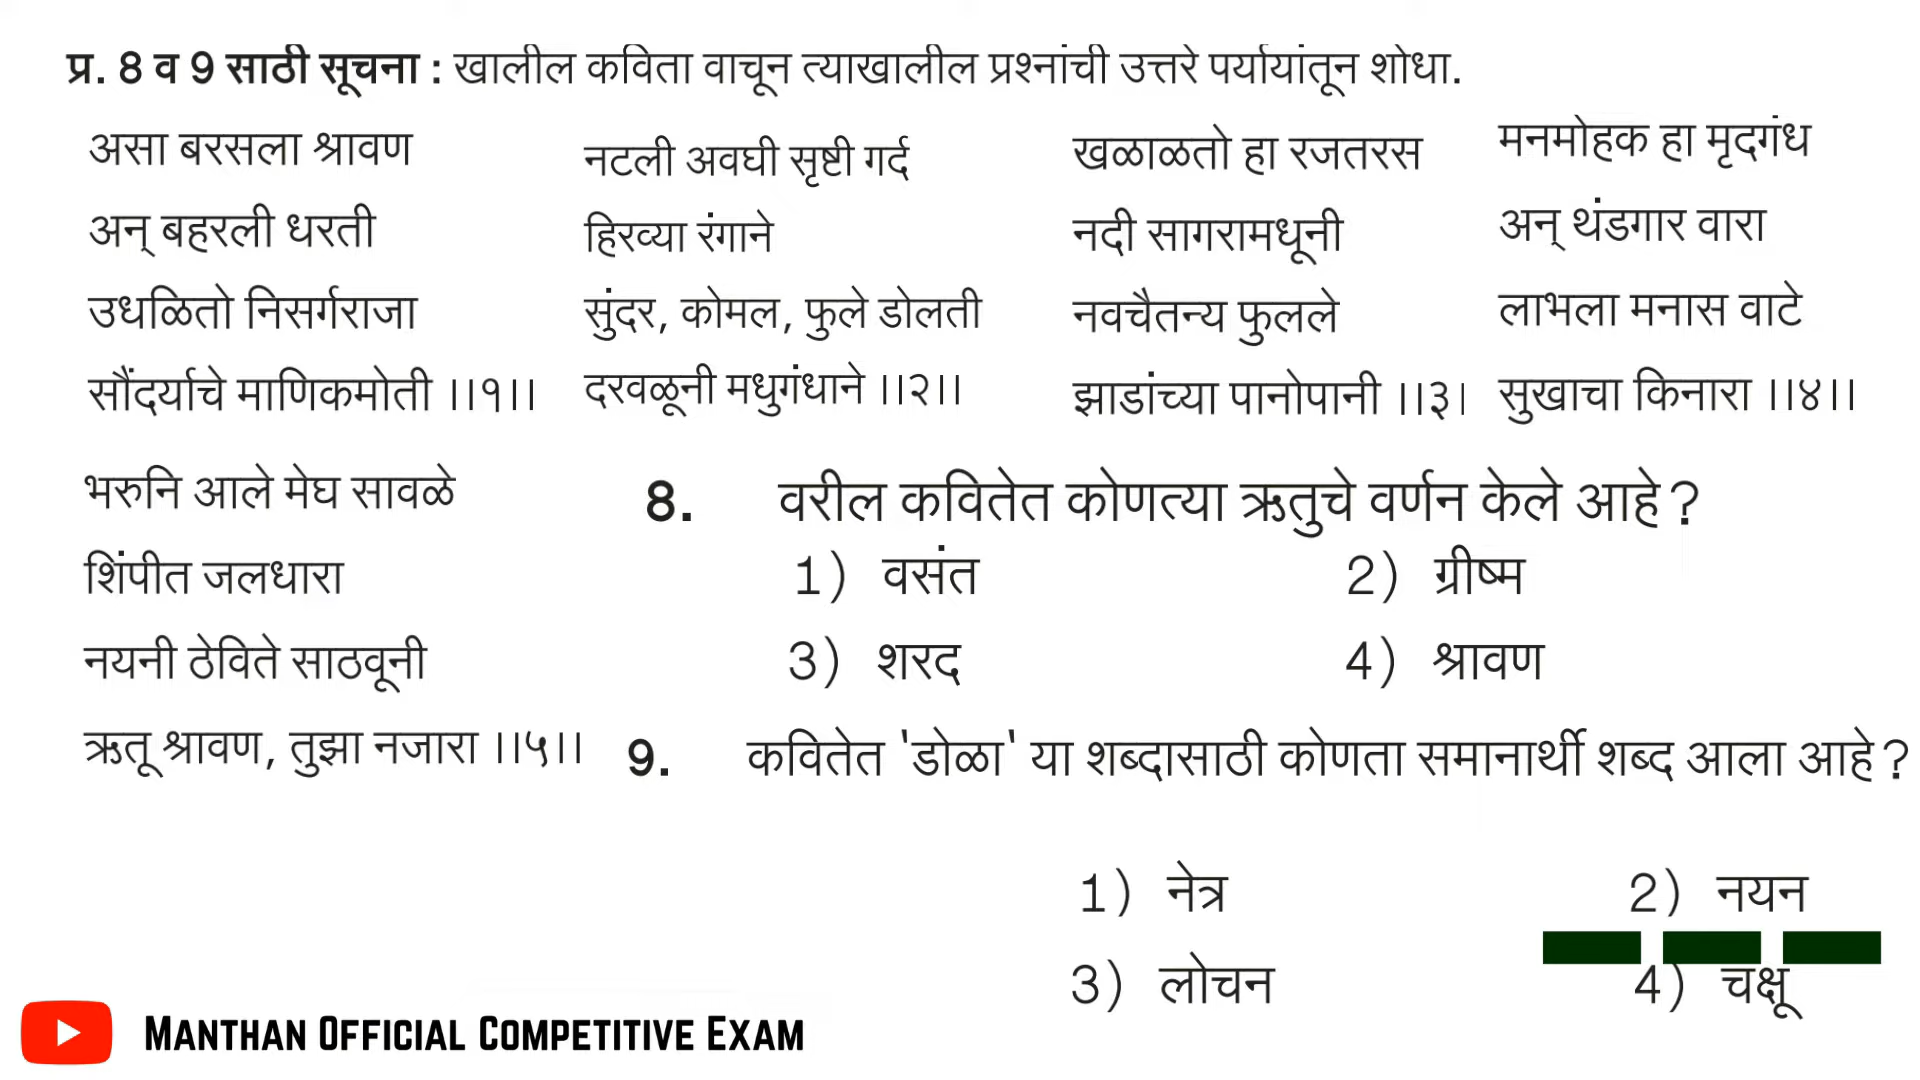 प्र. 8 व 9 साठी सूचना : खालील कविता वाचून त्याखालील प्रश्नांची उत्तरे पर्यायांतून शोधा.
असा बरसला श्रावण
अन् बहरली धरती
उधळितो निसर्गराजा
सौंदर्याचे माणिकमोती ।।१।।
नटली अवघी सृष्टी गर्द
हिरव्या रंगाने
सुंदर, कोमल, फुले डोलती
दरवळूनी मधुगंधाने ।।२।।
खळाळतो हा रजतरस
नदी सागरामधूनी
नवचैतन्य फुलले
झाडांच्या पानोपानी ।।३।
मनमोहक हा मृदगंध
अन् थंडगार वारा
लाभला मनास वाटे
सुखाचा किनारा ।।४।।
भरुनि आले मेघ सावळे
शिंपीत जलधारा
नयनी ठेविते साठवूनी
ऋतू श्रावण, तुझा नजारा ।।५।।
8. वरील कवितेत कोणत्या ऋतुचे वर्णन केले आहे?
1) वसंत 2) ग्रीष्म
3) शरद 4) श्रावण
9. कवितेत 'डोळा' या शब्दासाठी कोणता समानार्थी शब्द आला आहे?
1) नेत्र 2) नयन
3) लोचन 4) चक्षू
MANTHAN OFFICIAL COMPETITIVE EXAM